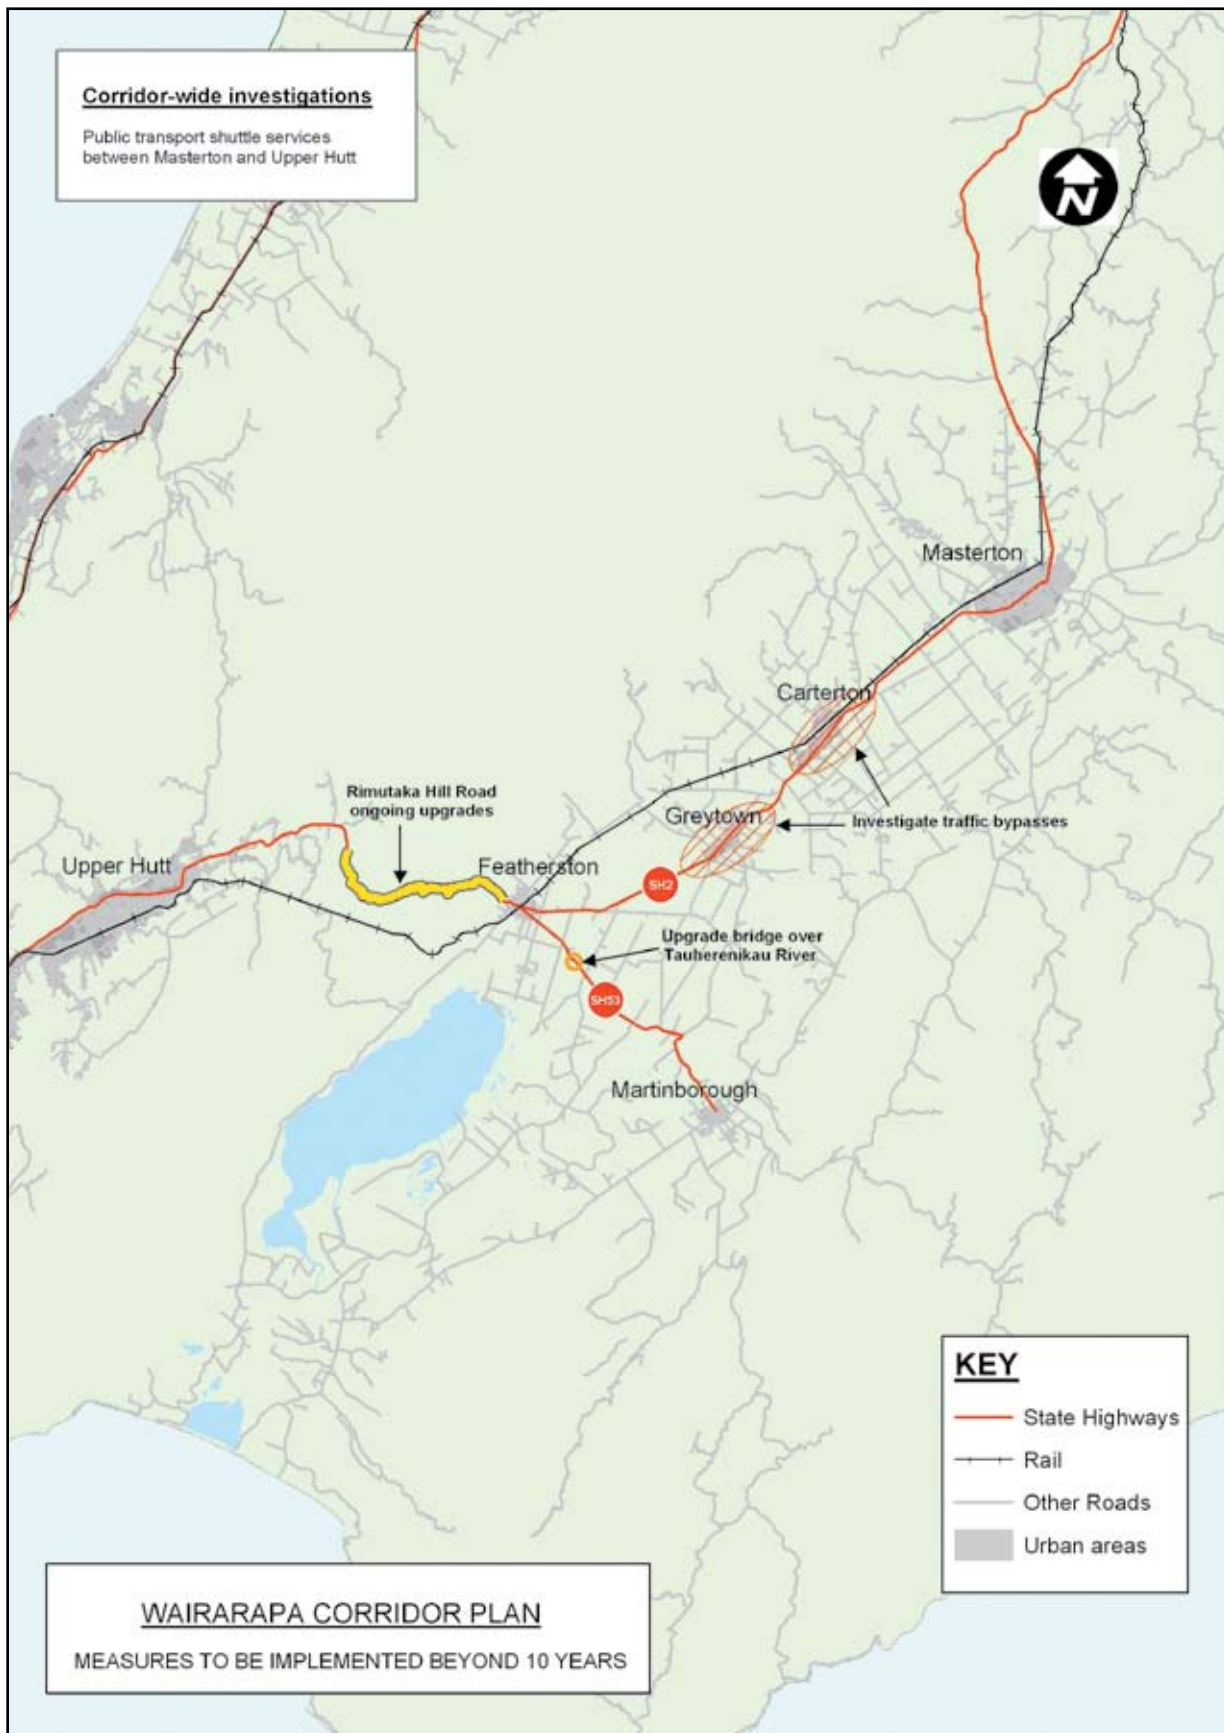 Corridor-wide investigations
Public transport shuttle services
between Masterton and Upper Hutt
N
Masterton
Carterton
Rimutaka Hill Road
ongoing upgrades
Greytown
Investigate traffic bypasses
Upper Hutt
Featherston
SH2
Upgrade bridge over
Tauherenikau River
SH53
Martinborough
KEY
State Highways
Rail
Other Roads
Urban areas
WAIRARAPA CORRIDOR PLAN
MEASURES TO BE IMPLEMENTED BEYOND 10 YEARS